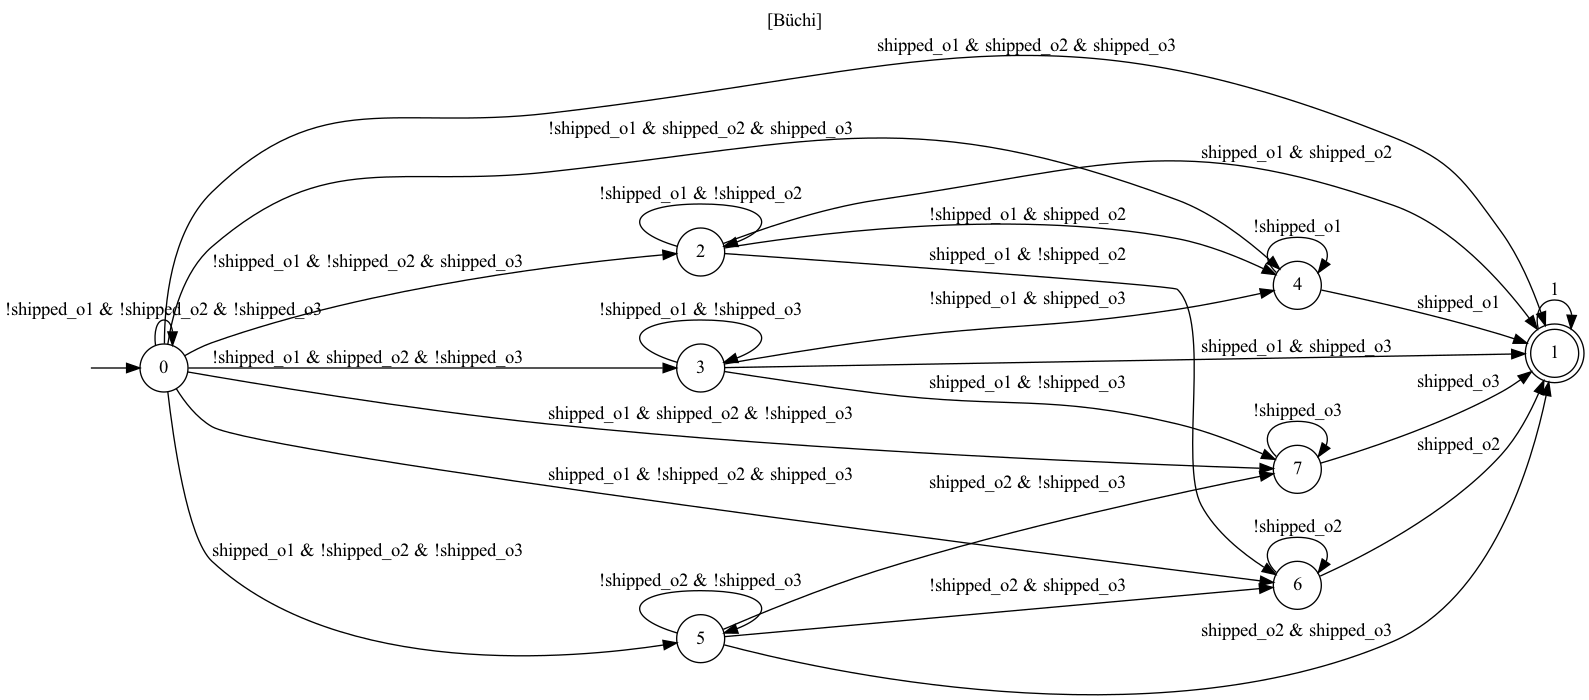 [Büchi]
shipped_o1 & shipped_o2 & shipped_o3
!shipped_o1 & shipped_o2 & shipped_o3
shipped_o1 & shipped_o2
!shipped_o1 & !shipped_o2
!shipped_o1 & shipped_o2
!shipped_o1
!shipped_o1 & !shipped_o2 & shipped_o3
2
shipped_o1 & !shipped_o2
4
1
!shipped_o1 & !shipped_o2 & !shipped_o3
!shipped_o1 & !shipped_o3
!shipped_o1 & shipped_o3
shipped_o1
0
!shipped_o1 & shipped_o2 & !shipped_o3
3
shipped_o1 & shipped_o3
1
shipped_o1 & !shipped_o3
shipped_o3
shipped_o1 & shipped_o2 & !shipped_o3
!shipped_o3
shipped_o2
shipped_o1 & !shipped_o2 & shipped_o3
shipped_o2 & !shipped_o3
7
!shipped_o2
shipped_o1 & !shipped_o2 & !shipped_o3
!shipped_o2 & !shipped_o3
!shipped_o2 & shipped_o3
6
5
shipped_o2 & shipped_o3